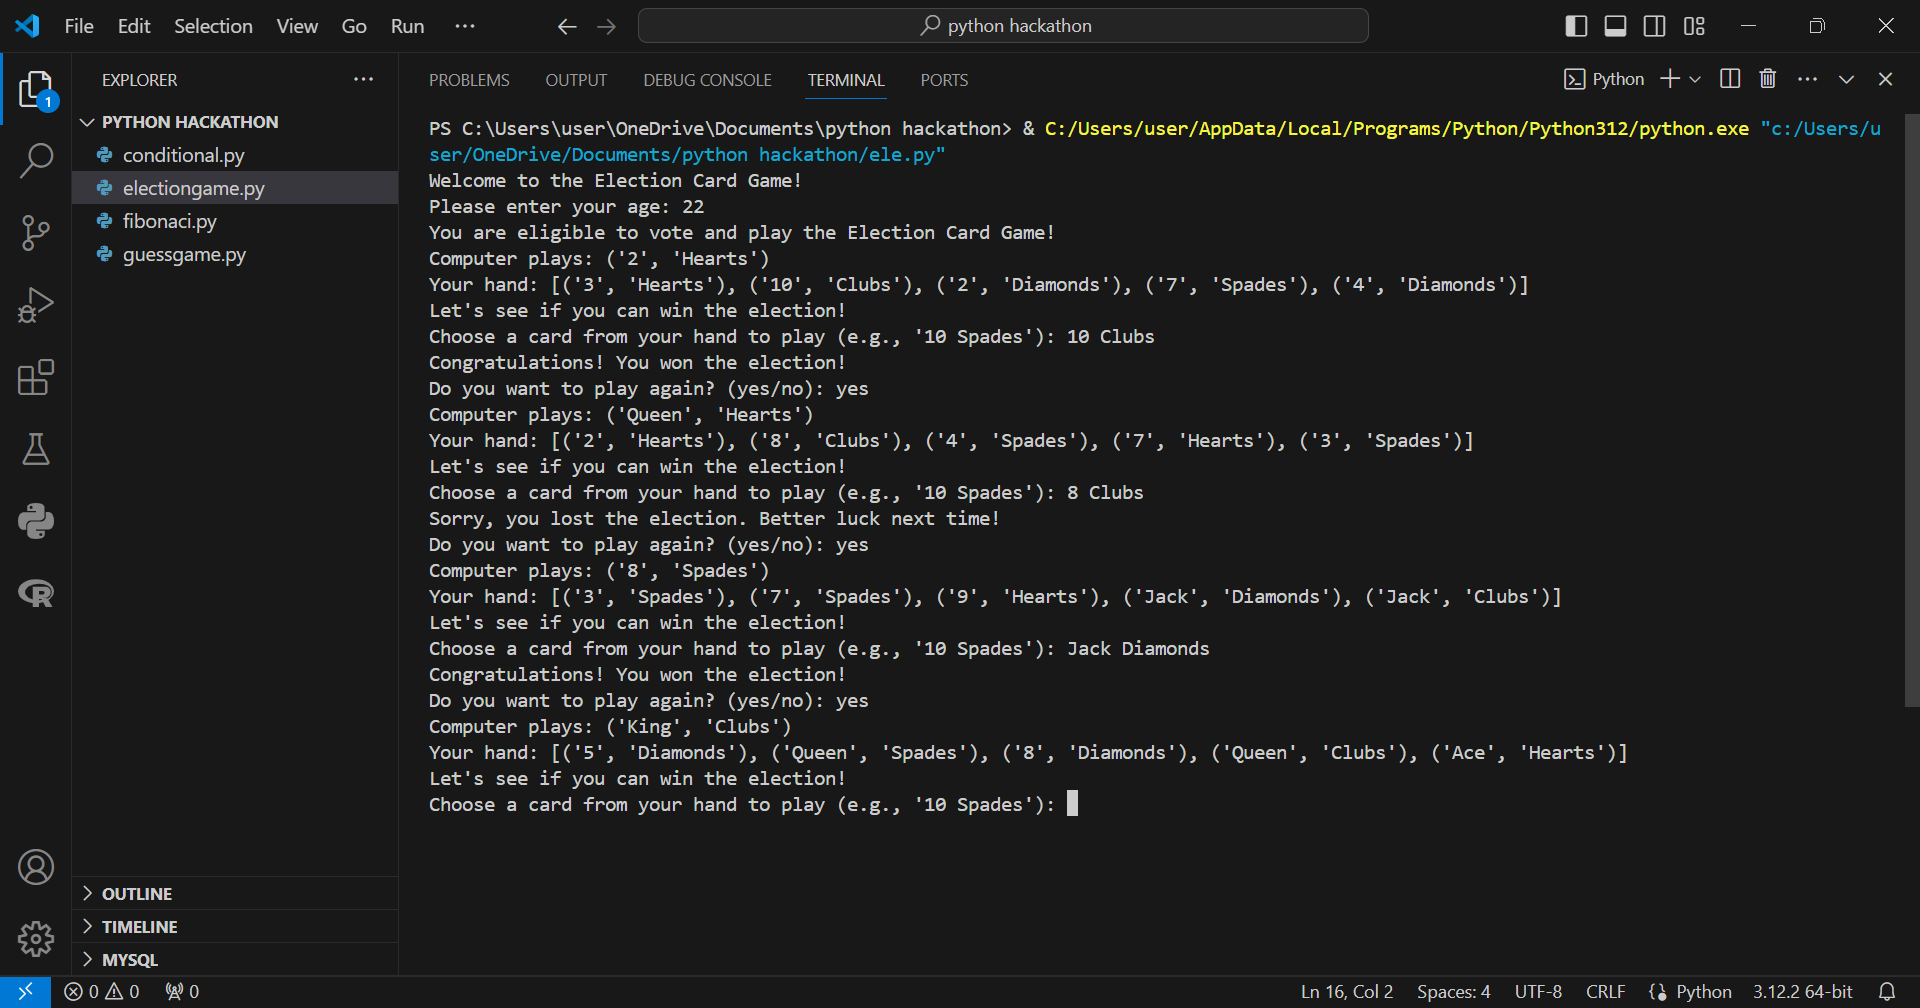 File Edit Selection View Go Run ···
python hackathon
EXPLORER ···
1
PYTHON HACKATHON
conditional.py
electiongame.py
fibonaci.py
guessgame.py
OUTLINE
TIMELINE
MYSQL
PROBLEMS OUTPUT DEBUG CONSOLE TERMINAL PORTS
Python
PS C:\Users\user\OneDrive\Documents\python hackathon> & C:/Users/user/AppData/Local/Programs/Python/Python312/python.exe "c:/Users/u
ser/OneDrive/Documents/python hackathon/ele.py"
Welcome to the Election Card Game!
Please enter your age: 22
You are eligible to vote and play the Election Card Game!
Computer plays: ('2', 'Hearts')
Your hand: [('3', 'Hearts'), ('10', 'Clubs'), ('2', 'Diamonds'), ('7', 'Spades'), ('4', 'Diamonds')]
Let's see if you can win the election!
Choose a card from your hand to play (e.g., '10 Spades'): 10 Clubs
Congratulations! You won the election!
Do you want to play again? (yes/no): yes
Computer plays: ('Queen', 'Hearts')
Your hand: [('2', 'Hearts'), ('8', 'Clubs'), ('4', 'Spades'), ('7', 'Hearts'), ('3', 'Spades')]
Let's see if you can win the election!
Choose a card from your hand to play (e.g., '10 Spades'): 8 Clubs
Sorry, you lost the election. Better luck next time!
Do you want to play again? (yes/no): yes
Computer plays: ('8', 'Spades')
Your hand: [('3', 'Spades'), ('7', 'Spades'), ('9', 'Hearts'), ('Jack', 'Diamonds'), ('Jack', 'Clubs')]
Let's see if you can win the election!
Choose a card from your hand to play (e.g., '10 Spades'): Jack Diamonds
Congratulations! You won the election!
Do you want to play again? (yes/no): yes
Computer plays: ('King', 'Clubs')
Your hand: [('5', 'Diamonds'), ('Queen', 'Spades'), ('8', 'Diamonds'), ('Queen', 'Clubs'), ('Ace', 'Hearts')]
Let's see if you can win the election!
Choose a card from your hand to play (e.g., '10 Spades'):
0 0 0
Ln 16, Col 2 Spaces: 4 UTF-8 CRLF Python 3.12.2 64-bit